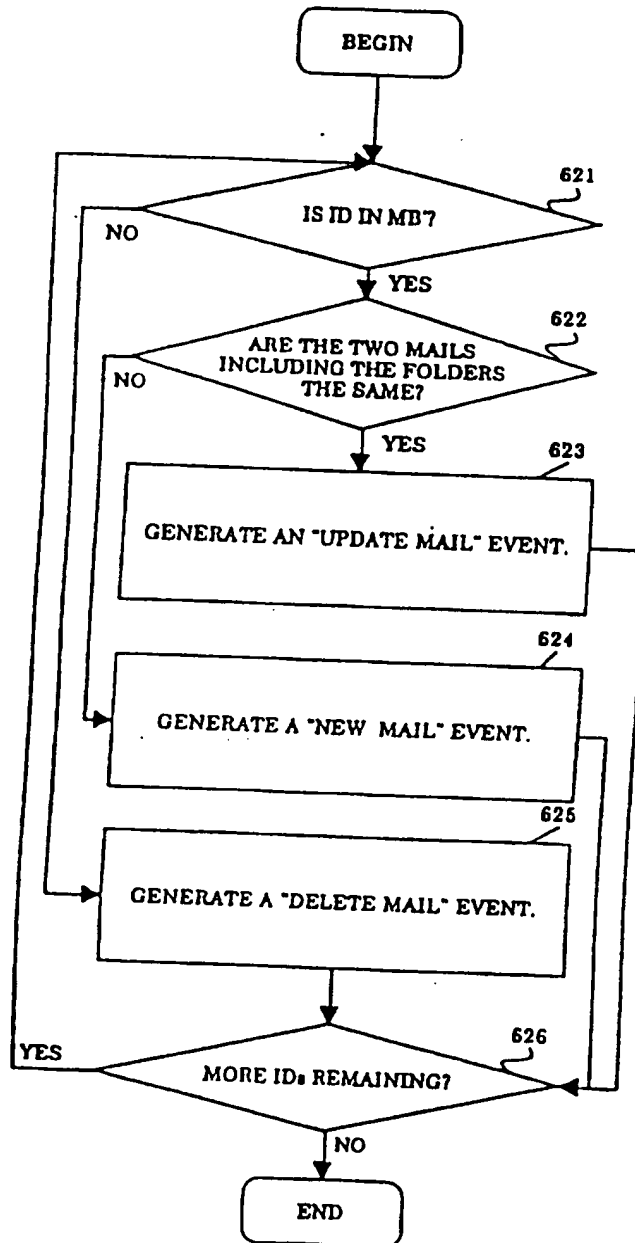 BEGIN
621
IS ID IN MB?
NO
YES
622
ARE THE TWO MAILS
INCLUDING THE FOLDERS
THE SAME?
NO
YES
623
GENERATE AN "UPDATE MAIL" EVENT.
624
GENERATE A "NEW MAIL" EVENT.
625
GENERATE A "DELETE MAIL" EVENT.
626
YES
MORE IDs REMAINING?
NO
END